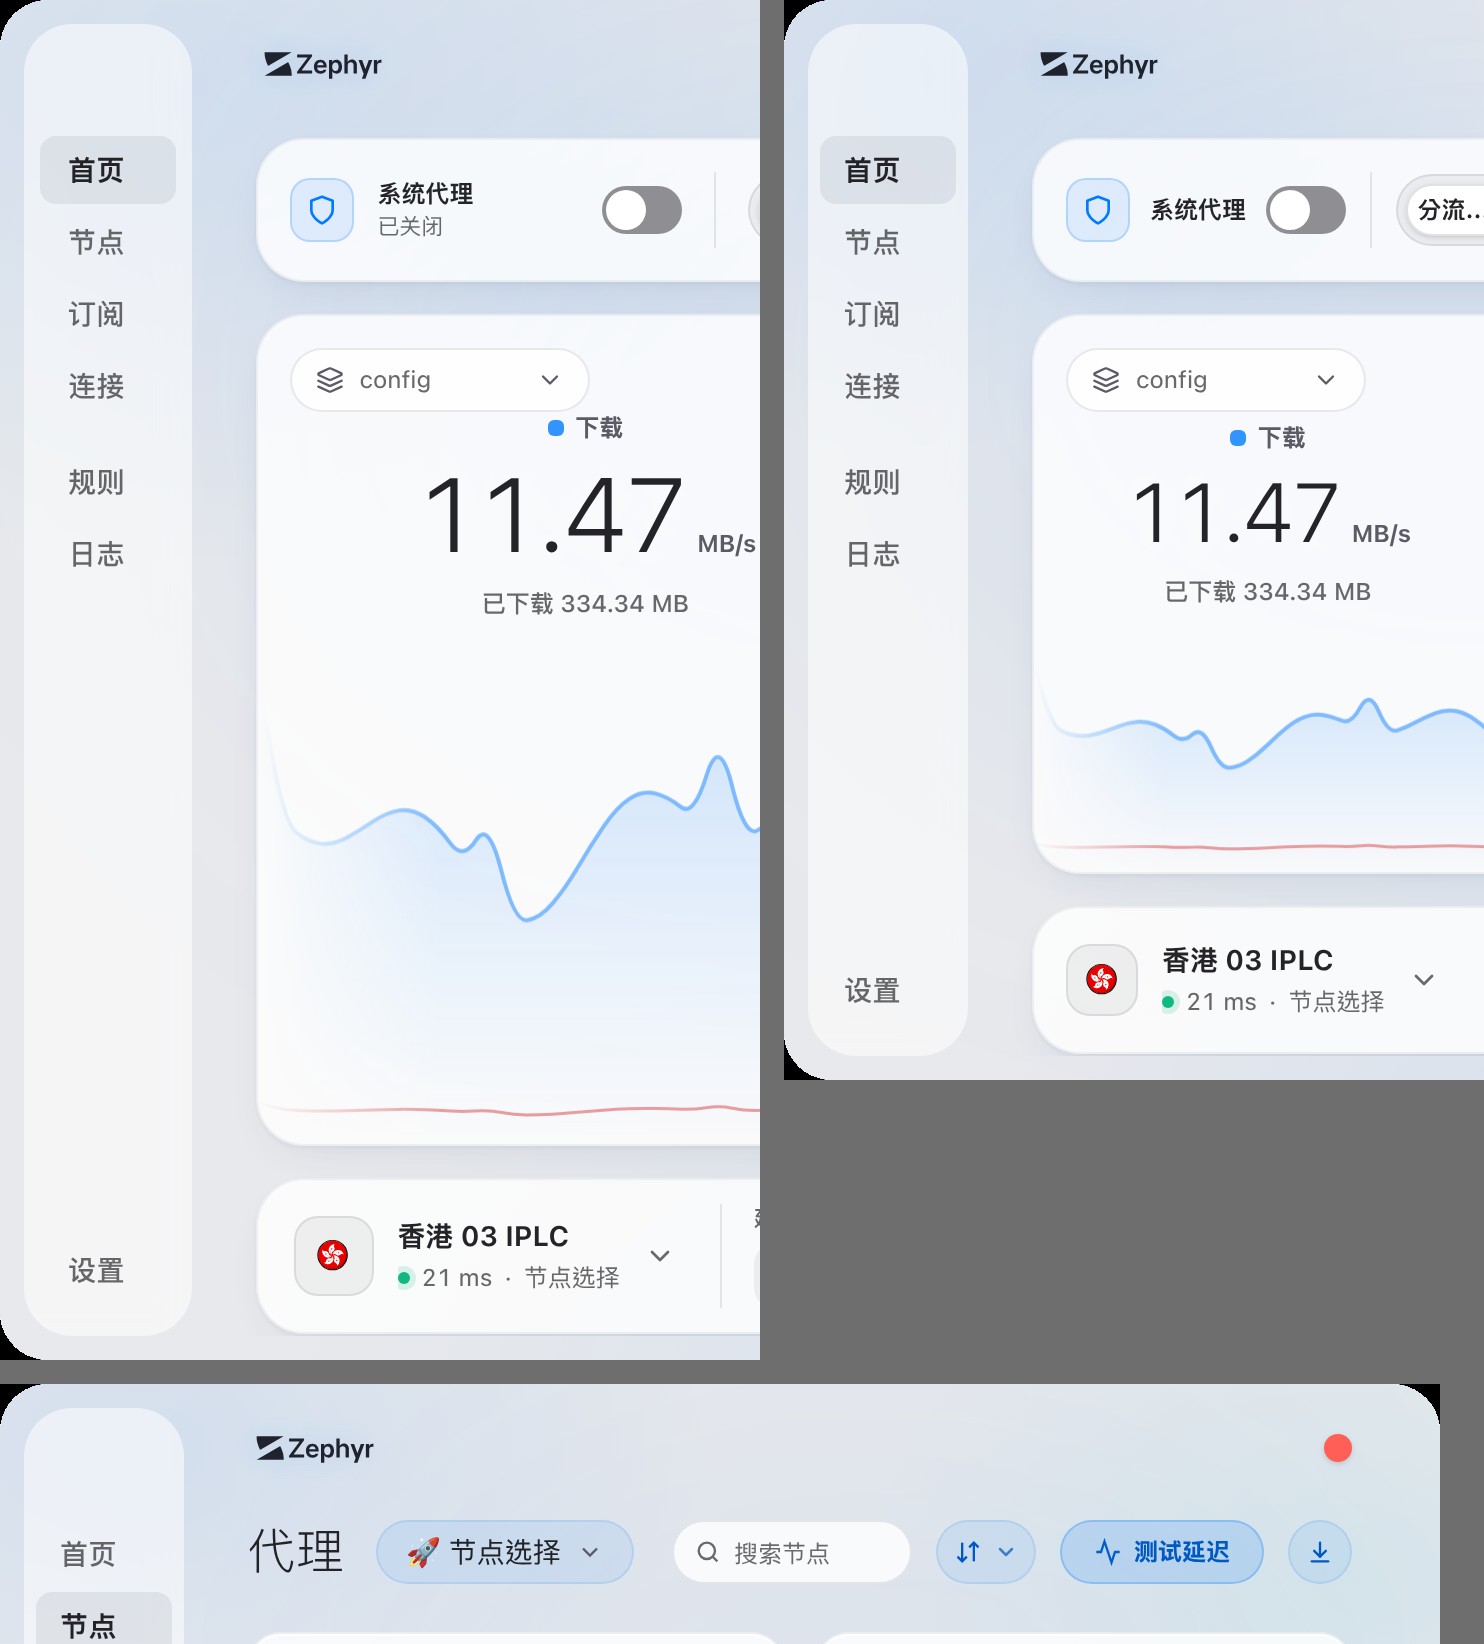 Zephyr
首页
节点
订阅
连接
规则
日志
设置
系统代理
已关闭
config
下载
11.47 MB/s
已下载 334.34 MB
香港 03 IPLC
21 ms · 节点选择
Zephyr
首页
节点
订阅
连接
规则
日志
设置
系统代理
分流...
config
下载
11.47 MB/s
已下载 334.34 MB
香港 03 IPLC
21 ms · 节点选择
Zephyr
首页
节点
代理
🚀 节点选择
搜索节点
测试延迟